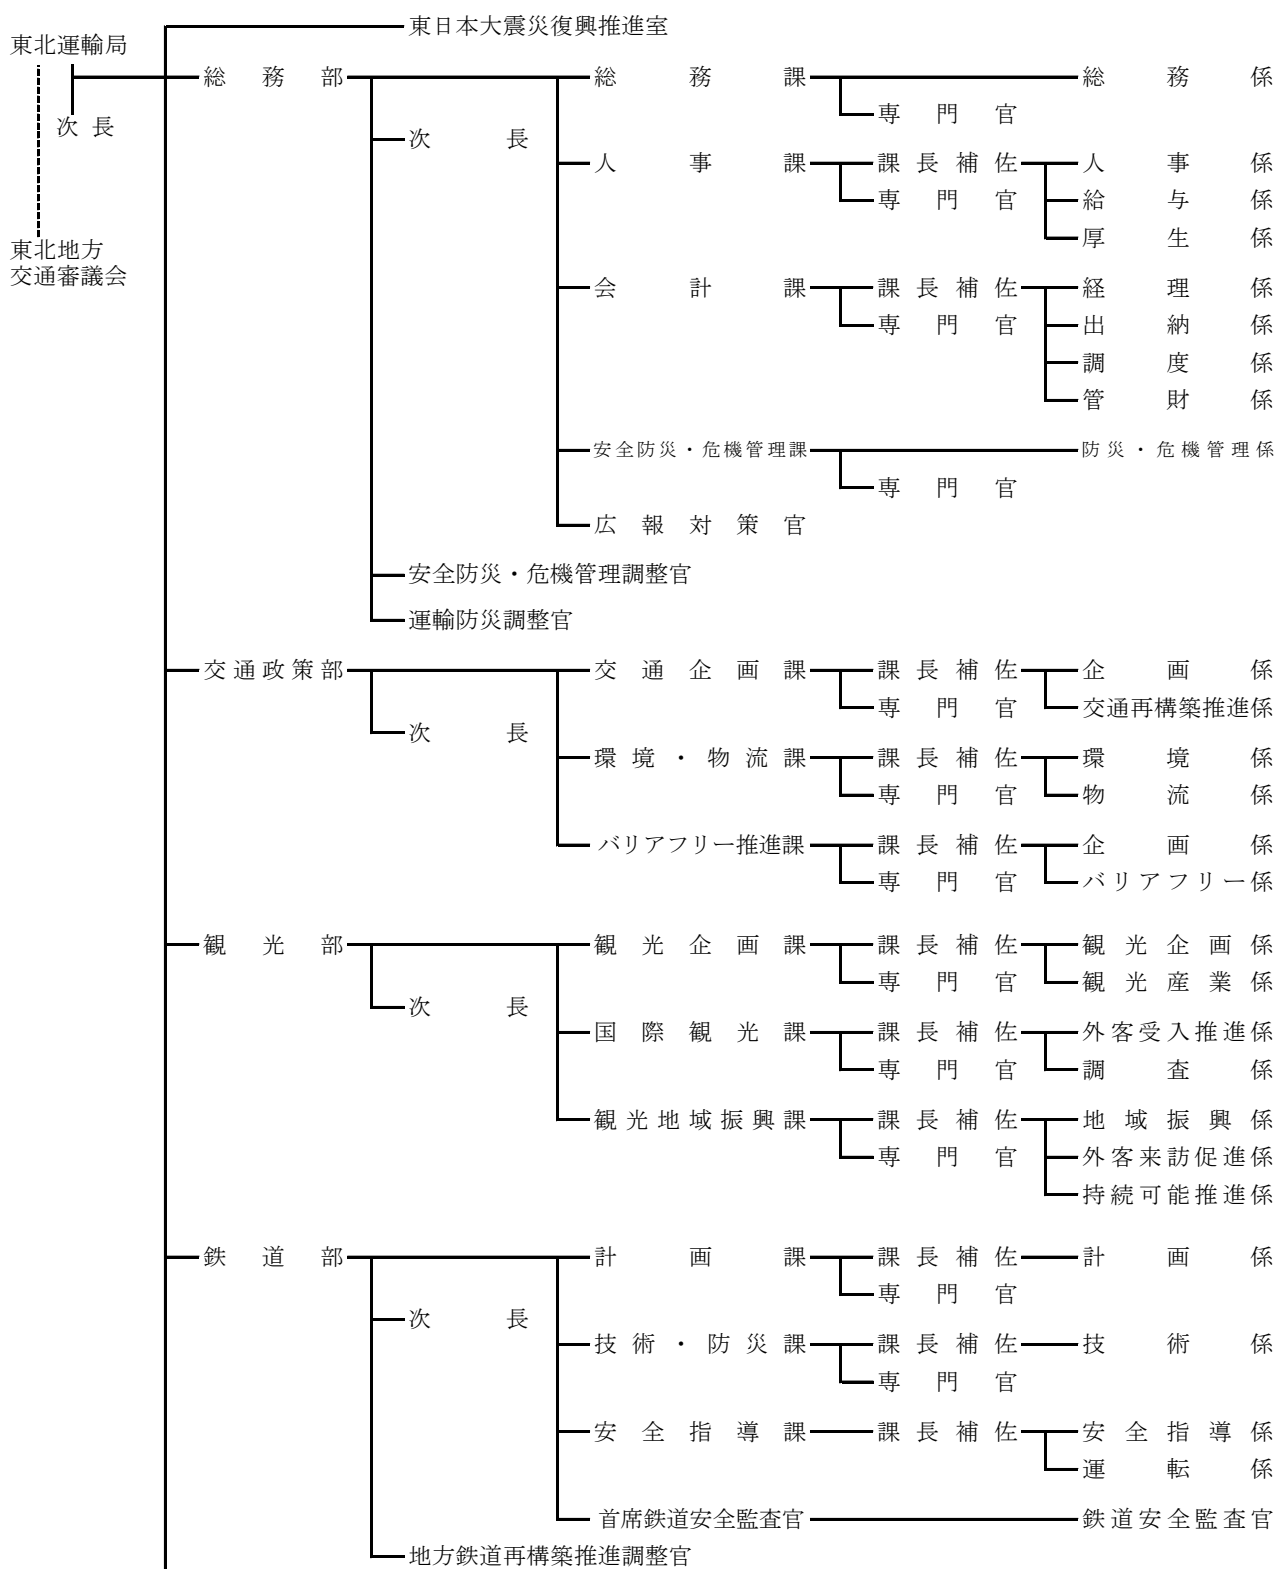 東日本大震災復興推進室
東北運輸局
総務部 総務課 総務係
専門官
次長
次長
人事課 課長補佐 人事係
専門官 給与係
厚生係
東北地方
交通審議会
会計課 課長補佐 経理係
専門官 出納係
調度係
管財係
安全防災・危機管理課 防災・危機管理係
専門官
広報対策官
安全防災・危機管理調整官
運輸防災調整官
交通政策部 交通企画課 課長補佐 企画係
専門官 交通再構築推進係
次長
環境・物流課 課長補佐 環境係
専門官 物流係
バリアフリー推進課 課長補佐 企画係
専門官 バリアフリー係
観光部 観光企画課 課長補佐 観光企画係
専門官 観光産業係
次長
国際観光課 課長補佐 外客受入推進係
専門官 調査係
観光地域振興課 課長補佐 地域振興係
専門官 外客来訪促進係
持続可能推進係
鉄道部 計画課 課長補佐 計画係
専門官
次長
技術・防災課 課長補佐 技術係
専門官
安全指導課 課長補佐 安全指導係
運転係
首席鉄道安全監査官 鉄道安全監査官
地方鉄道再構築推進調整官